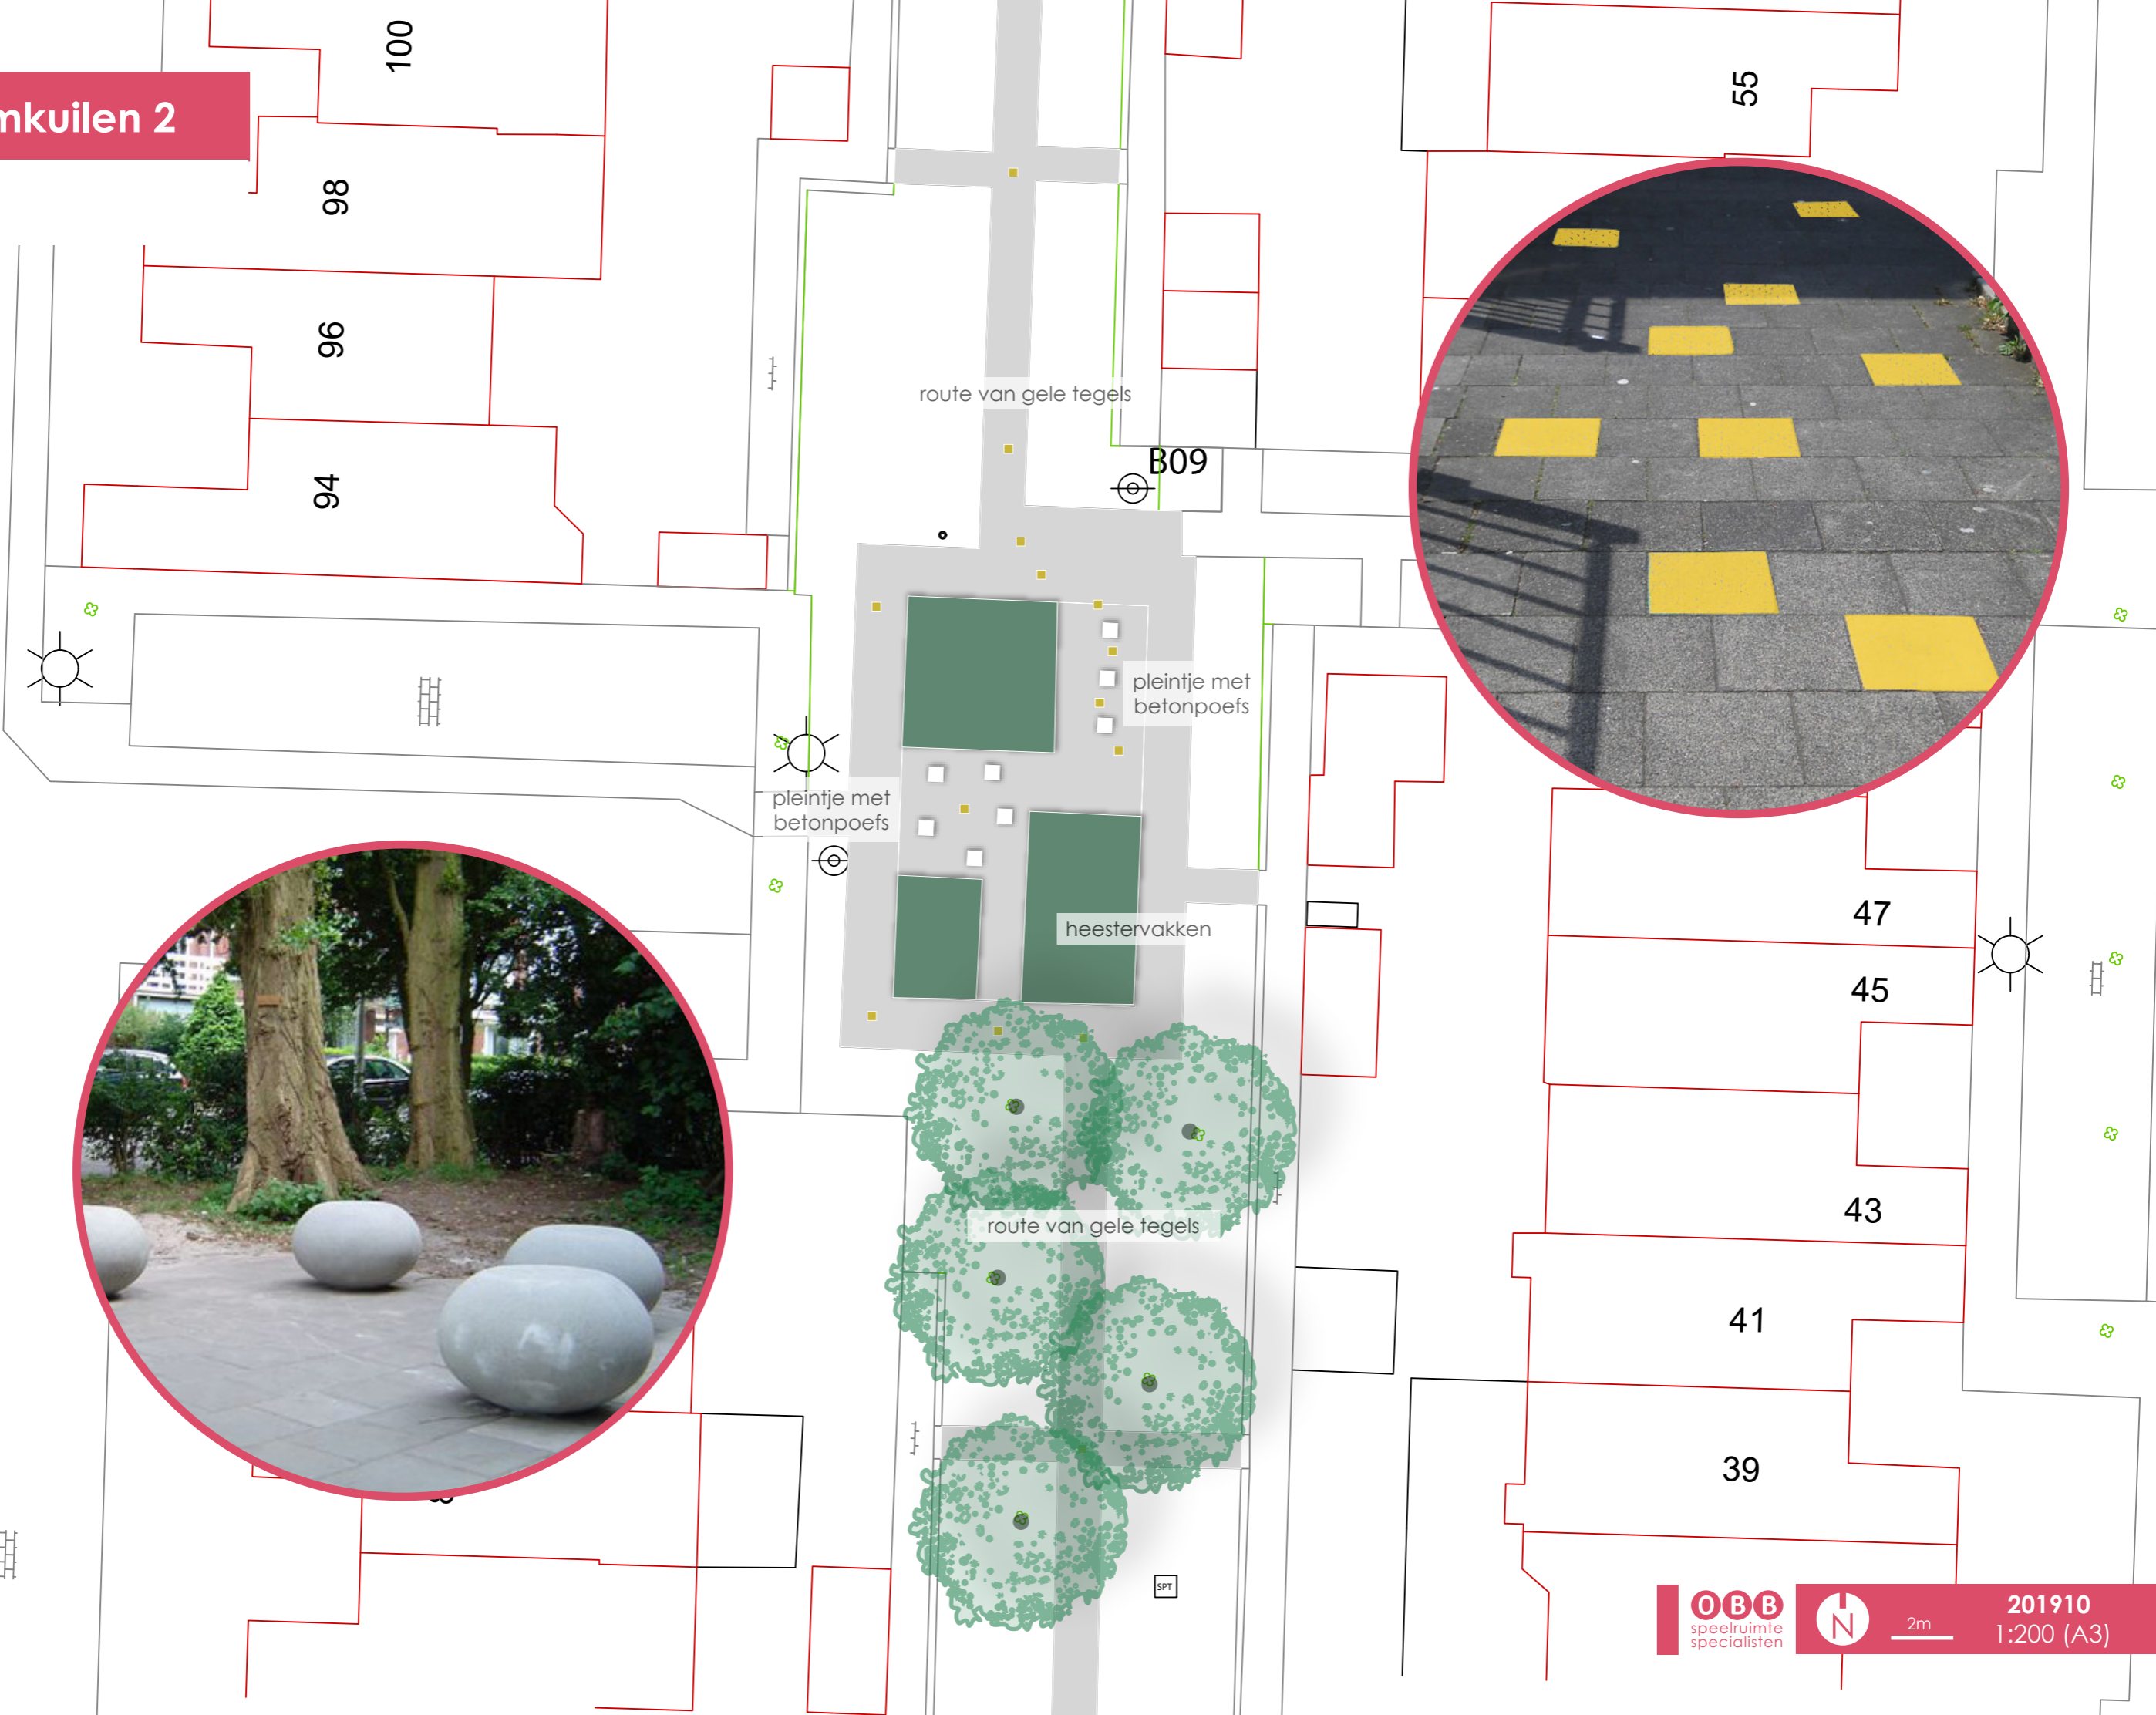 mkuilen 2
100
98
96
94
55
route van gele tegels
B09
pleintje met
betonpoefs
pleintje met
betonpoefs
heestervakken
47
45
43
41
39
route van gele tegels
SPT
OBB
speelruimte
specialisten
N
2m
201910
1:200 (A3)